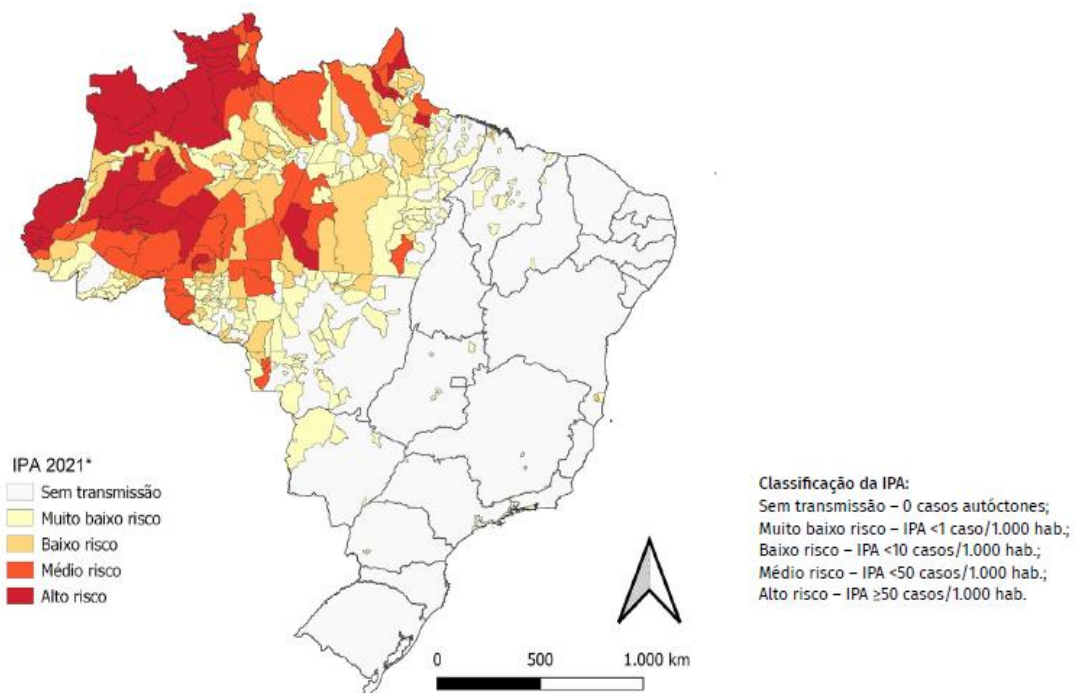 IPA 2021*
Sem transmissão
Muito baixo risco
Baixo risco
Médio risco
Alto risco
0 500 1.000 km
Classificação da IPA:
Sem transmissão – 0 casos autóctones;
Muito baixo risco – IPA <1 caso/1.000 hab.;
Baixo risco – IPA <10 casos/1.000 hab.;
Médio risco – IPA <50 casos/1.000 hab.;
Alto risco – IPA ≥50 casos/1.000 hab.